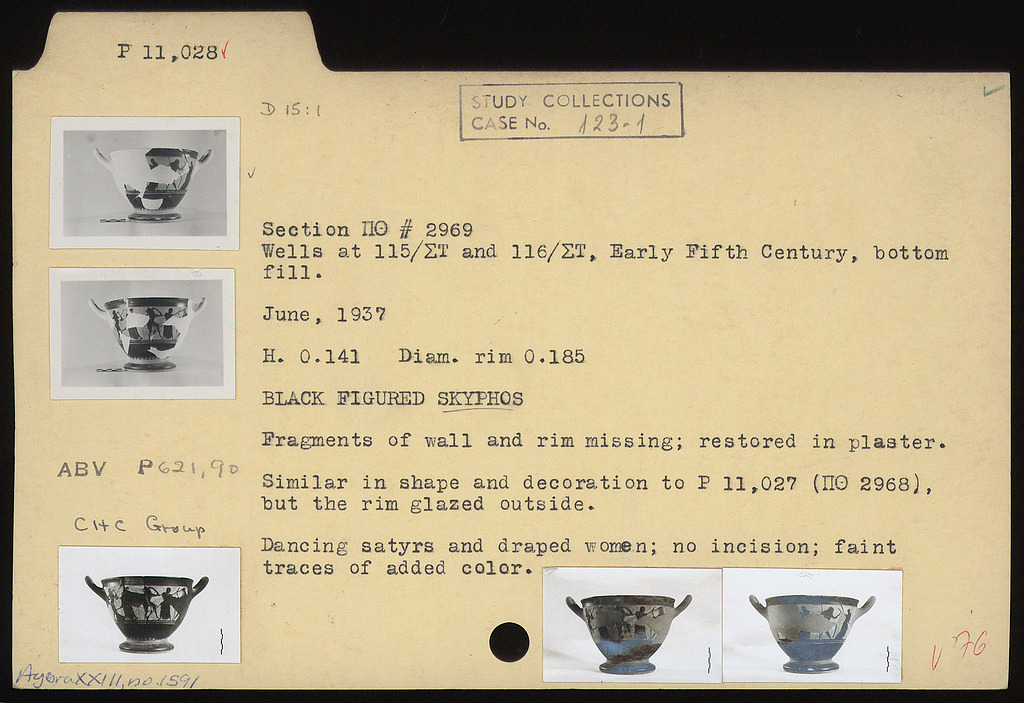 P 11,028
D 15:1
STUDY COLLECTIONS
CASE No. 123-1
Section ΠΘ # 2969
Wells at 115/ΣΤ and 116/ΣΤ, Early Fifth Century, bottom
fill.
June, 1937
H. 0.141 Diam. rim 0.185
BLACK FIGURED SKYPHOS
Fragments of wall and rim missing; restored in plaster.
ABV P621,90
Similar in shape and decoration to P 11,027 (ΠΘ 2968),
but the rim glazed outside.
CHC Group
Dancing satyrs and draped women; no incision; faint
traces of added color.
Agora XXIII, no. 1591
V '76